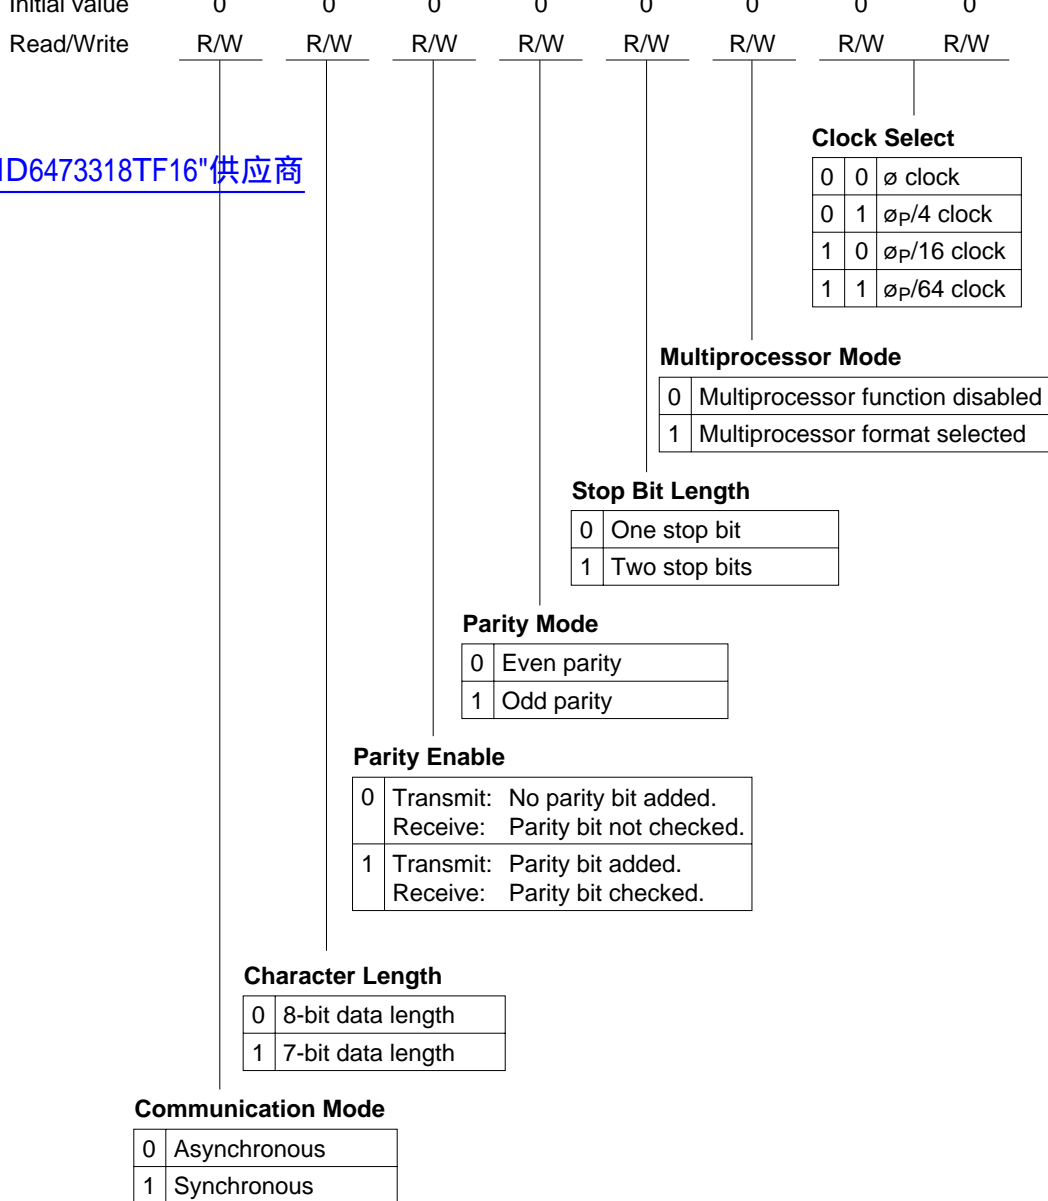 Initial value 0 0 0 0 0 0 0 0
Read/Write R/W R/W R/W R/W R/W R/W R/W R/W
Clock Select
D6473318TF16"供应商
0 0 ø clock
0 1 øP/4 clock
1 0 øP/16 clock
1 1 øP/64 clock
Multiprocessor Mode
0 Multiprocessor function disabled
1 Multiprocessor format selected
Stop Bit Length
0 One stop bit
1 Two stop bits
Parity Mode
0 Even parity
1 Odd parity
Parity Enable
0 Transmit: No parity bit added.
Receive: Parity bit not checked.
1 Transmit: Parity bit added.
Receive: Parity bit checked.
Character Length
0 8-bit data length
1 7-bit data length
Communication Mode
0 Asynchronous
1 Synchronous